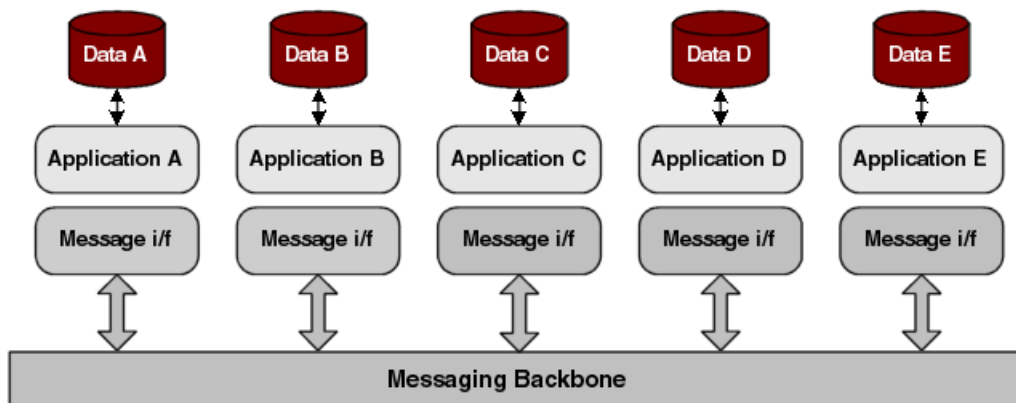 Data A
Data B
Data C
Data D
Data E
Application A
Application B
Application C
Application D
Application E
Message i/f
Message i/f
Message i/f
Message i/f
Message i/f
Messaging Backbone